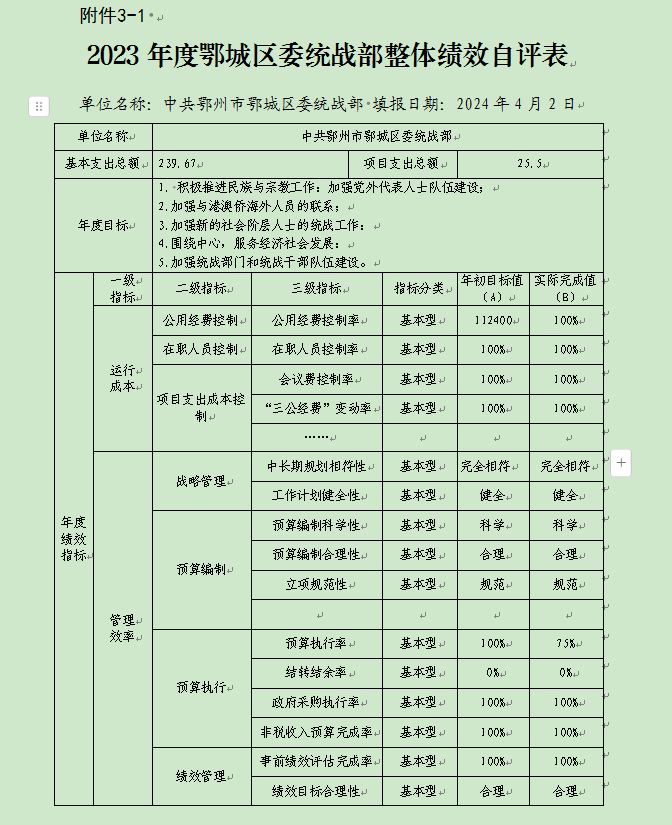 附件3-1
2023 年度鄂城区委统战部整体绩效自评表
单位名称：中共鄂州市鄂城区委统战部 填报日期：2024年4月2日
单位名称 中共鄂州市鄂城区委统战部
基本支出总额 239.67 项目支出总额 25.5
年度目标
1. 积极推进民族与宗教工作：加强党外代表人士队伍建设；
2.加强与港澳侨海外人员的联系；
3.加强新的社会阶层人士的统战工作：
4.围绕中心，服务经济社会发展：
5.加强统战部门和统战干部队伍建设。
年度
绩效
指标
一级
指标
二级指标 三级指标 指标分类
年初目标值
（A）
实际完成值
（B）
运行
成本
公用经费控制 公用经费控制率 基本型 112400 100%
在职人员控制 在职人员控制率 基本型 100% 100%
项目支出成本控
制
会议费控制率 基本型 100% 100%
“三公经费”变动率 基本型 100% 100%
……
管理
效率
战略管理 中长期规划相符性 基本型 完全相符 完全相符
工作计划健全性 基本型 健全 健全
预算编制 预算编制科学性 基本型 科学 科学
预算编制合理性 基本型 合理 合理
立项规范性 基本型 规范 规范
预算执行 预算执行率 基本型 100% 75%
结转结余率 基本型 0% 0%
政府采购执行率 基本型 100% 100%
非税收入预算完成率 基本型 100% 100%
绩效管理 事前绩效评估完成率 基本型 100% 100%
绩效目标合理性 基本型 合理 合理